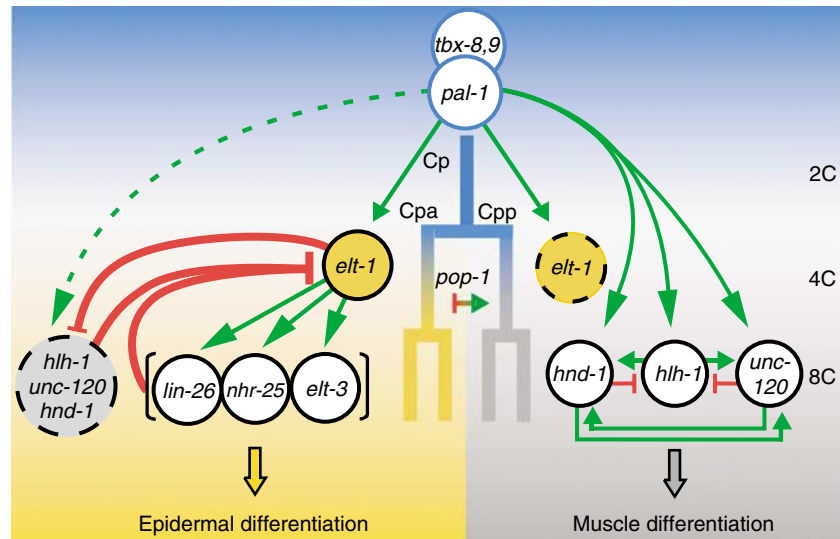 tbx-8,9
pal-1
Cp
2C
Cpa
Cpp
elt-1
pop-1
elt-1
4C
hlh-1
unc-120
hnd-1
lin-26
nhr-25
elt-3
hnd-1
hlh-1
unc-
120
8C
Epidermal differentiation
Muscle differentiation